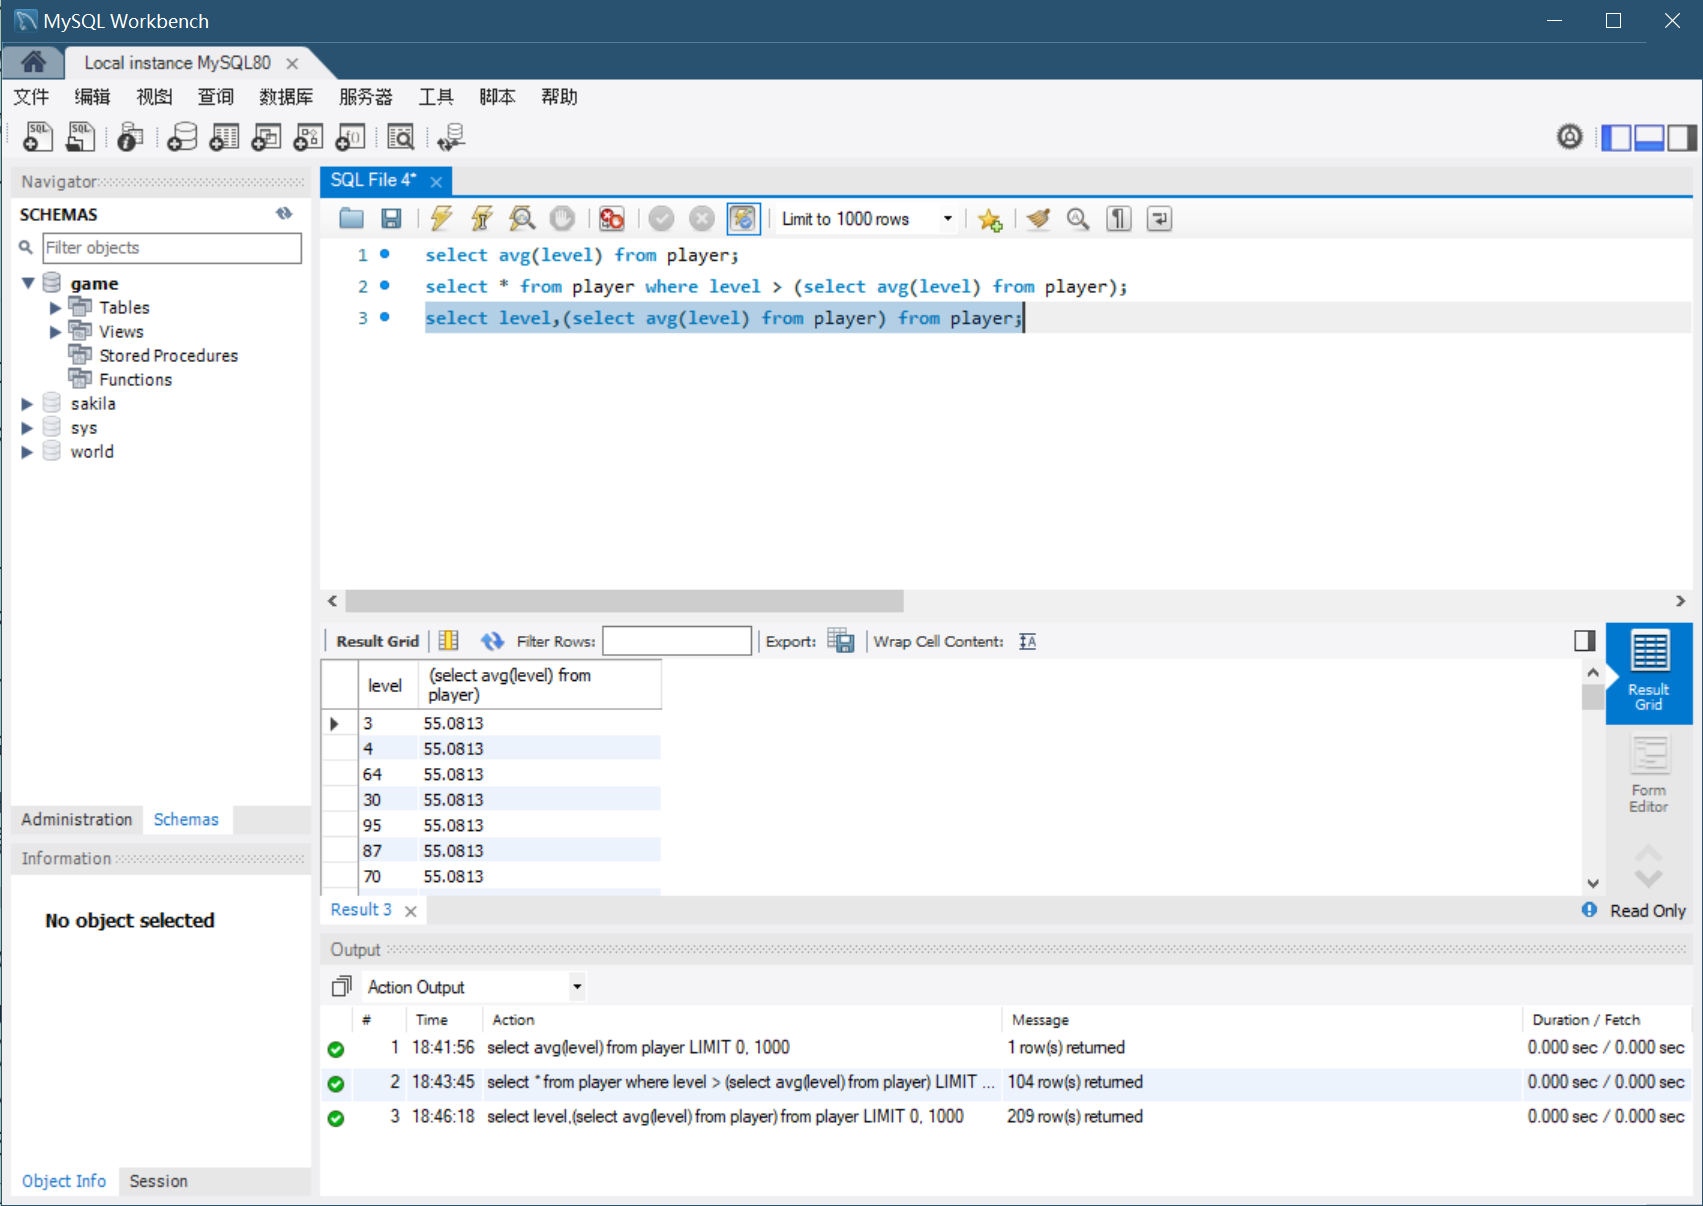 MySQL Workbench
Local instance MySQL80
文件 编辑 视图 查询 数据库 服务器 工具 脚本 帮助
Navigator
SCHEMAS
Filter objects
game
Tables
Views
Stored Procedures
Functions
sakila
sys
world
Administration Schemas
Information
No object selected
Object Info Session
SQL File 4*
Limit to 1000 rows
1 select avg(level) from player;
2 select * from player where level > (select avg(level) from player);
3 select level,(select avg(level) from player) from player;
Result Grid Filter Rows: Export: Wrap Cell Content:
level (select avg(level) from player)
3 55.0813
4 55.0813
64 55.0813
30 55.0813
95 55.0813
87 55.0813
70 55.0813
Result Grid
Form Editor
Result 3 Read Only
Output
Action Output
# Time Action Message Duration / Fetch
1 18:41:56 select avg(level) from player LIMIT 0, 1000 1 row(s) returned 0.000 sec / 0.000 sec
2 18:43:45 select * from player where level > (select avg(level) from player) LIMIT ... 104 row(s) returned 0.000 sec / 0.000 sec
3 18:46:18 select level,(select avg(level) from player) from player LIMIT 0, 1000 209 row(s) returned 0.000 sec / 0.000 sec